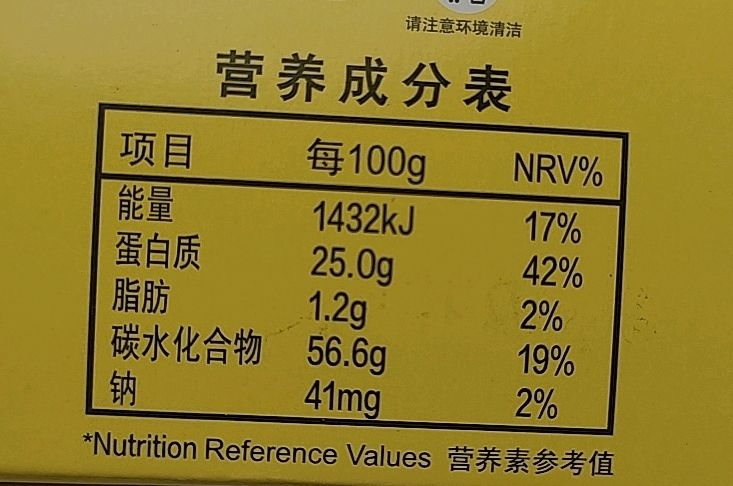 请注意环境清洁
营养成分表
项目 每100g NRV%
能量 1432kJ 17%
蛋白质 25.0g 42%
脂肪 1.2g 2%
碳水化合物 56.6g 19%
钠 41mg 2%
*Nutrition Reference Values 营养素参考值